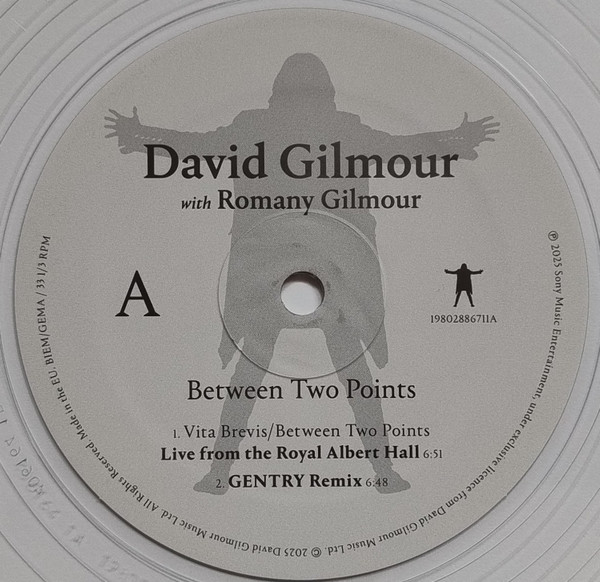 David Gilmour
with Romany Gilmour
A
19802886711A
Between Two Points
1. Vita Brevis/Between Two Points
Live from the Royal Albert Hall 6:51
2. GENTRY Remix 6:48
℗ 2025 Sony Music Entertainment, under exclusive licence from David Gilmour Music Ltd. © 2025 David Gilmour Music Ltd. All Rights Reserved. Made in the EU. BIEM/GEMA / 33 1/3 RPM